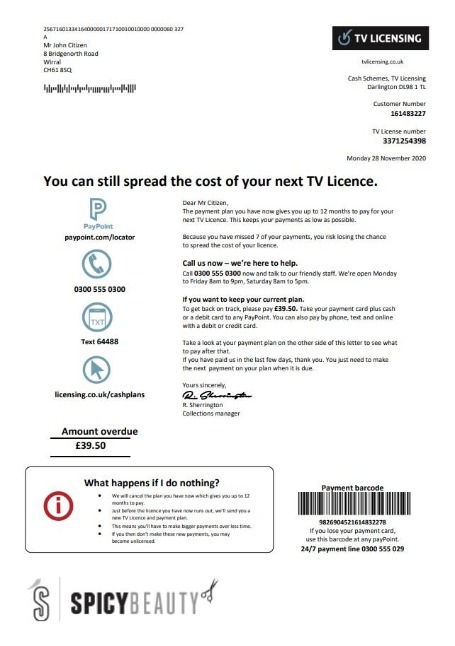 256716013341640000017171001001000 0000060 327
A
Mr John Citizen
8 Bridgenorth Road
Wirral
CH61 8SQ
TV LICENSING
tvlicensing.co.uk
Cash Schemes, TV Licensing
Darlington DL98 1 TL
Customer Number
161483227
TV License number
3371254398
Monday 28 November 2020
You can still spread the cost of your next TV Licence.
PayPoint
paypoint.com/locator
0300 555 0300
TXT
Text 64488
licensing.co.uk/cashplans
Amount overdue
£39.50
Dear Mr Citizen,
The payment plan you have now gives you up to 12 months to pay for your
next TV Licence. This keeps your payments as low as possible.
Because you have missed 7 of your payments, you risk losing the chance
to spread the cost of your licence.
Call us now – we're here to help.
Call 0300 555 0300 now and talk to our friendly staff. We're open Monday
to Friday 8am to 9pm, Saturday 8am to 5pm.
If you want to keep your current plan.
To get back on track, please pay £39.50. Take your payment card plus cash
or a debit card to any PayPoint. You can also pay by phone, text and online
with a debit or credit card.
Take a look at your payment plan on the other side of this letter to see what
to pay after that.
If you have paid us in the last few days, thank you. You just need to make
the next payment on your plan when it is due.
Yours sincerely,
R. Sherrington
R. Sherrington
Collections manager
What happens if I do nothing?
We will cancel the plan you have now which gives you up to 12
months to pay.
Just before the licence you have now runs out, we'll send you a
new TV Licence and payment plan.
This means you'll have to make bigger payments over less time.
If you then don't make these new payments, you may
become unlicensed.
Payment barcode
9826904521614832278
If you lose your payment card,
use this barcode at any payPoint.
24/7 payment line 0300 555 029
S SPICYBEAUTY